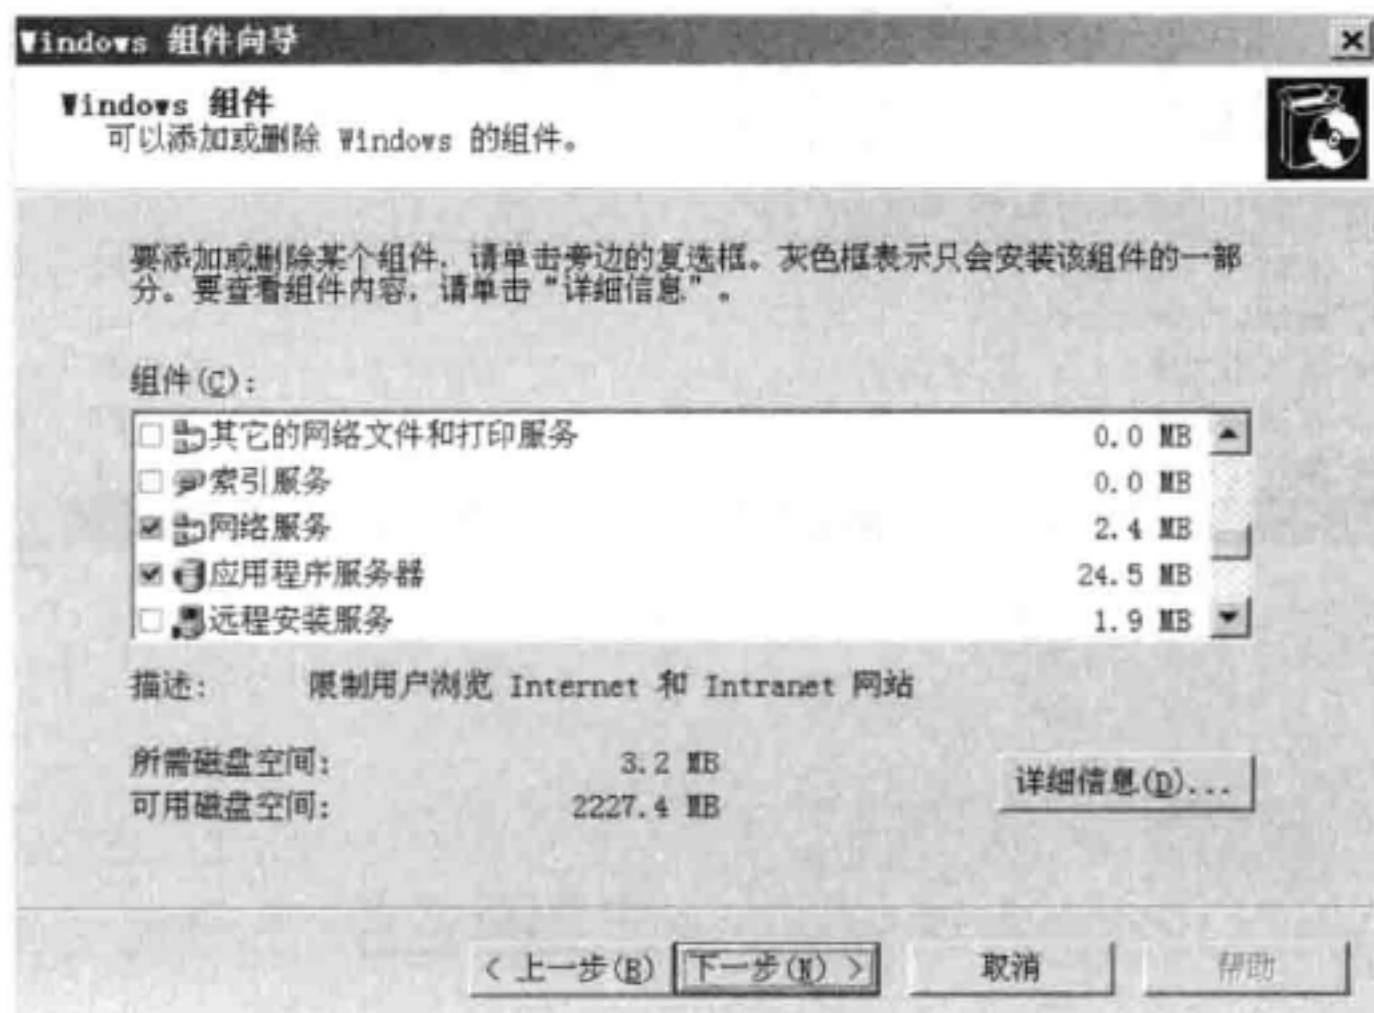 Windows 组件向导
Windows 组件
可以添加或删除 Windows 的组件。
要添加或删除某个组件，请单击旁边的复选框。灰色框表示只会安装该组件的一部
分。要查看组件内容，请单击“详细信息”。
组件(C):
其它的网络文件和打印服务 0.0 MB
索引服务 0.0 MB
网络服务 2.4 MB
应用程序服务器 24.5 MB
远程安装服务 1.9 MB
描述: 限制用户浏览 Internet 和 Intranet 网站
所需磁盘空间: 3.2 MB
可用磁盘空间: 2227.4 MB
详细信息(D)...
< 上一步(B) 下一步(N) > 取消 帮助